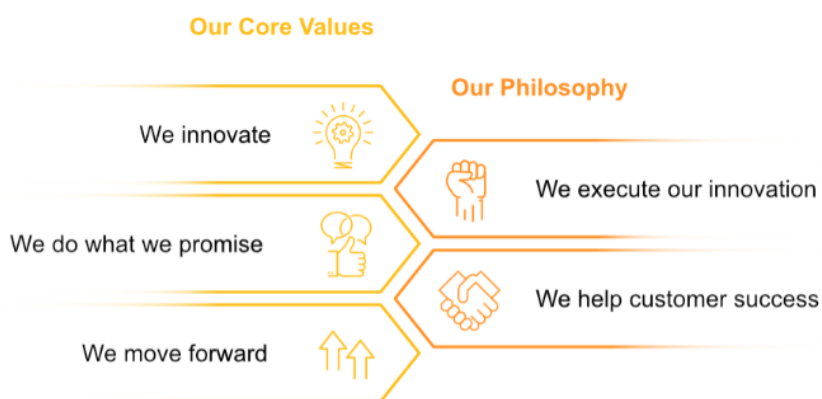 Our Core Values
We innovate
We do what we promise
We move forward
Our Philosophy
We execute our innovation
We help customer success